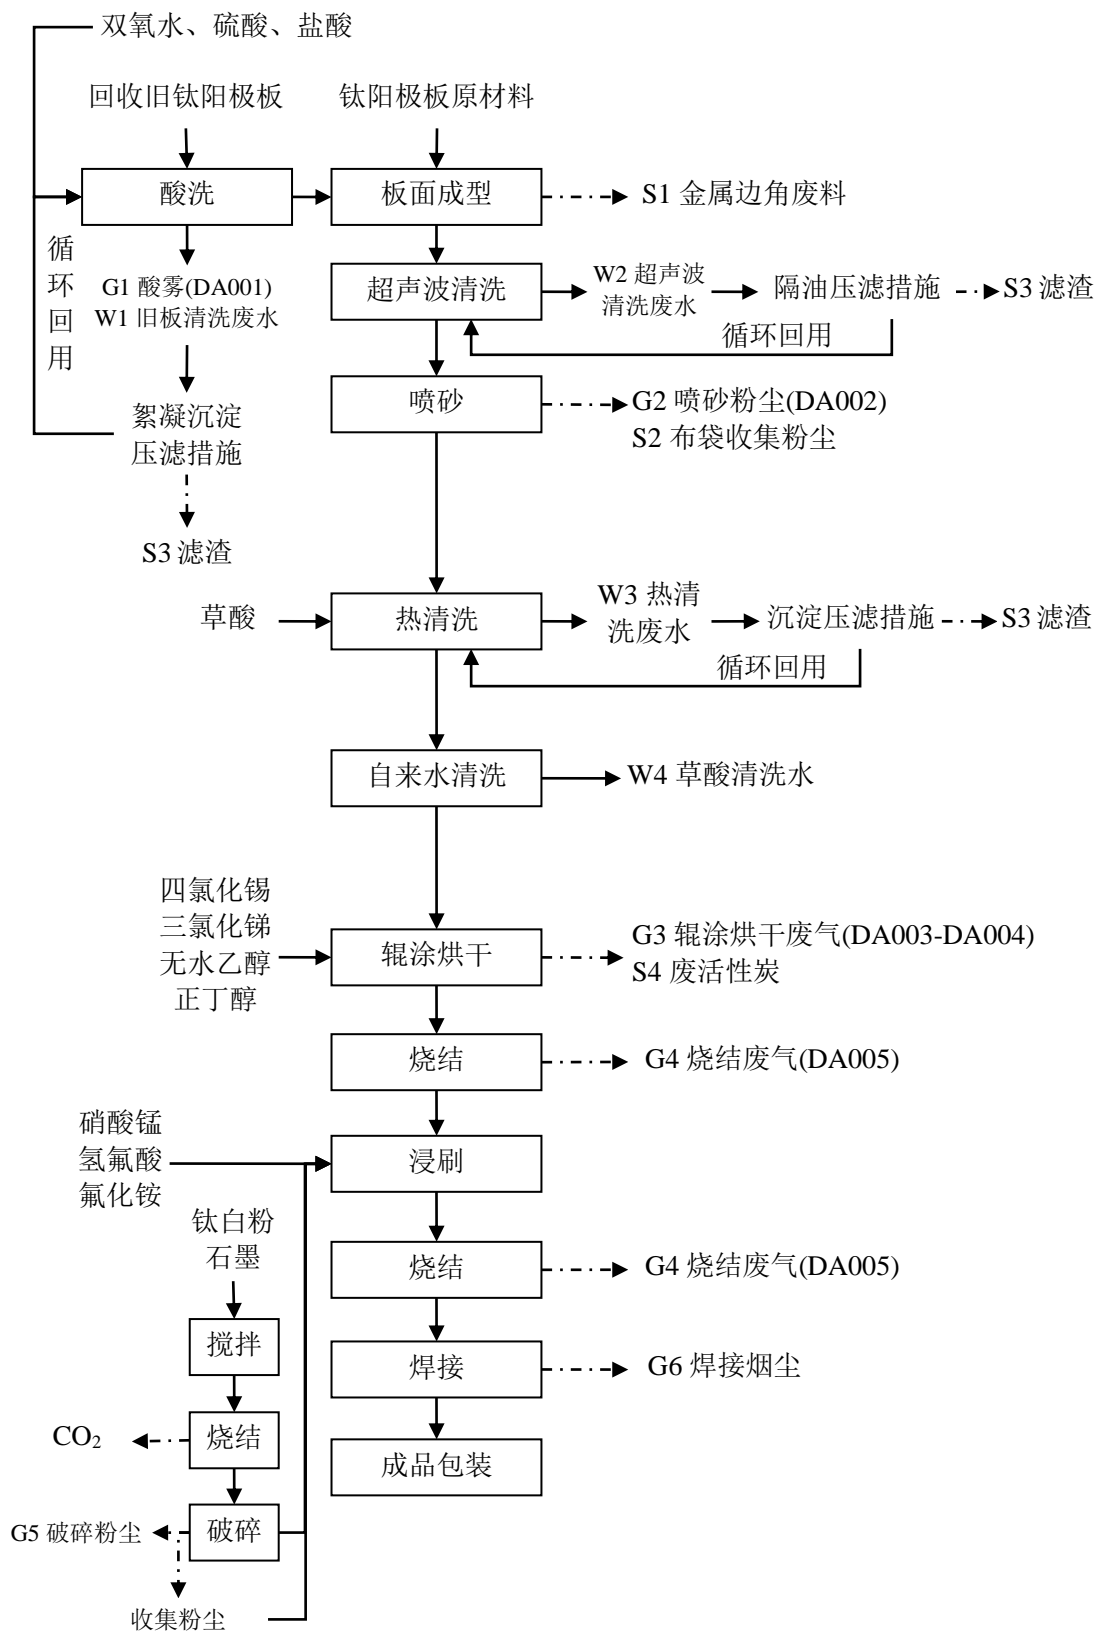 双氧水、硫酸、盐酸
回收旧钛阳极板
钛阳极板原材料
酸洗
板面成型
S1 金属边角废料
循
环
回
用
G1 酸雾(DA001)
W1 旧板清洗废水
超声波清洗
W2 超声波
清洗废水
隔油压滤措施
S3 滤渣
循环回用
絮凝沉淀
压滤措施
S3 滤渣
喷砂
G2 喷砂粉尘(DA002)
S2 布袋收集粉尘
草酸
热清洗
W3 热清
洗废水
沉淀压滤措施
S3 滤渣
循环回用
自来水清洗
W4 草酸清洗水
四氯化锡
三氯化锑
无水乙醇
正丁醇
辊涂烘干
G3 辊涂烘干废气(DA003-DA004)
S4 废活性炭
烧结
G4 烧结废气(DA005)
硝酸锰
氢氟酸
氟化铵
浸刷
钛白粉
石墨
烧结
G4 烧结废气(DA005)
搅拌
焊接
G6 焊接烟尘
CO₂
烧结
成品包装
G5 破碎粉尘
破碎
收集粉尘